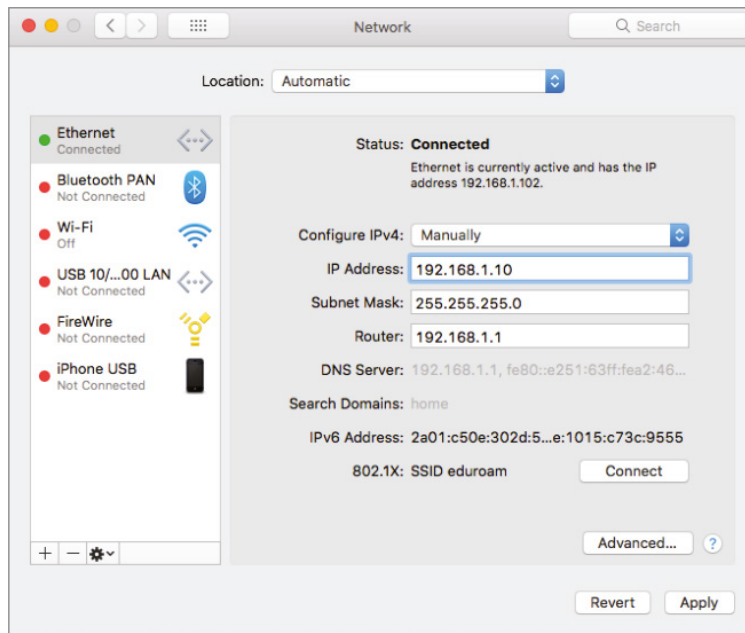 Network
Search
Location: Automatic
Ethernet
Connected
Bluetooth PAN
Not Connected
Wi-Fi
Off
USB 10/...00 LAN
Not Connected
FireWire
Not Connected
iPhone USB
Not Connected
Status: Connected
Ethernet is currently active and has the IP
address 192.168.1.102.
Configure IPv4: Manually
IP Address: 192.168.1.10
Subnet Mask: 255.255.255.0
Router: 192.168.1.1
DNS Server: 192.168.1.1, fe80::e251:63ff:fea2:46...
Search Domains: home
IPv6 Address: 2a01:c50e:302d:5...e:1015:c73c:9555
802.1X: SSID eduroam Connect
Advanced... ?
Revert Apply